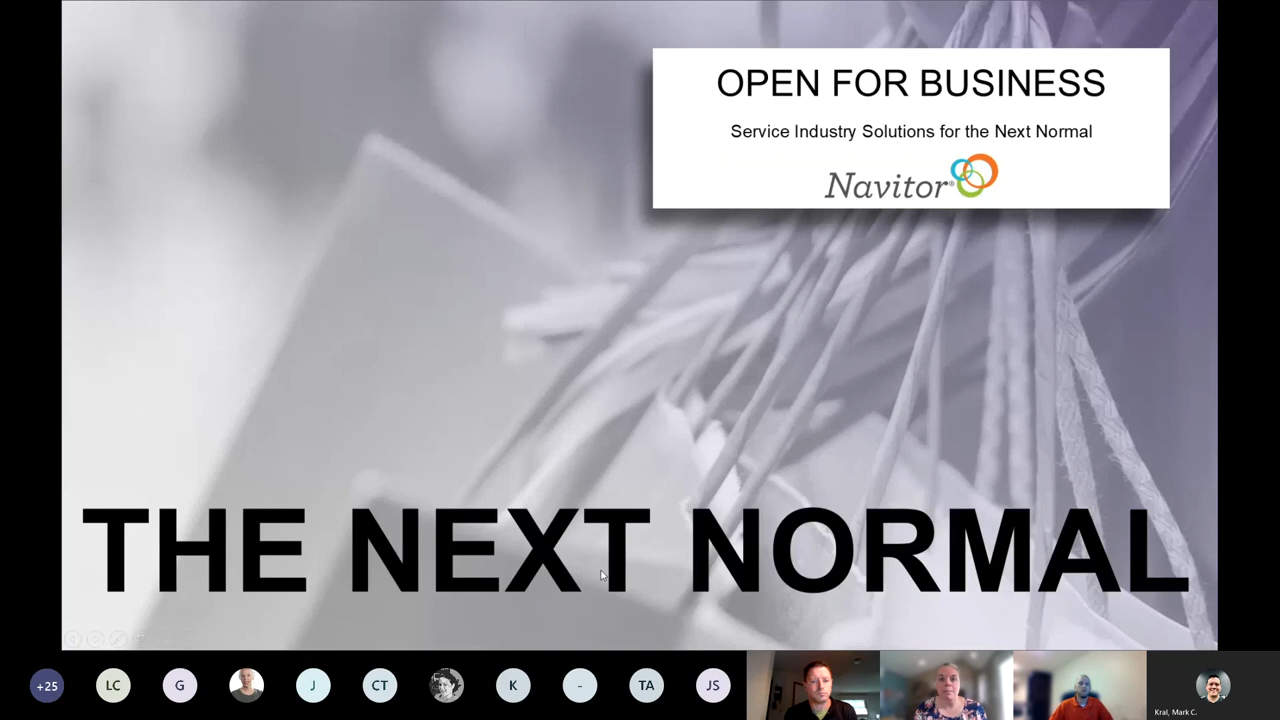 OPEN FOR BUSINESS
Service Industry Solutions for the Next Normal
Navitor®
THE NEXT NORMAL
+25
LC
G
J
CT
K
-
TA
JS
Kral, Mark C.